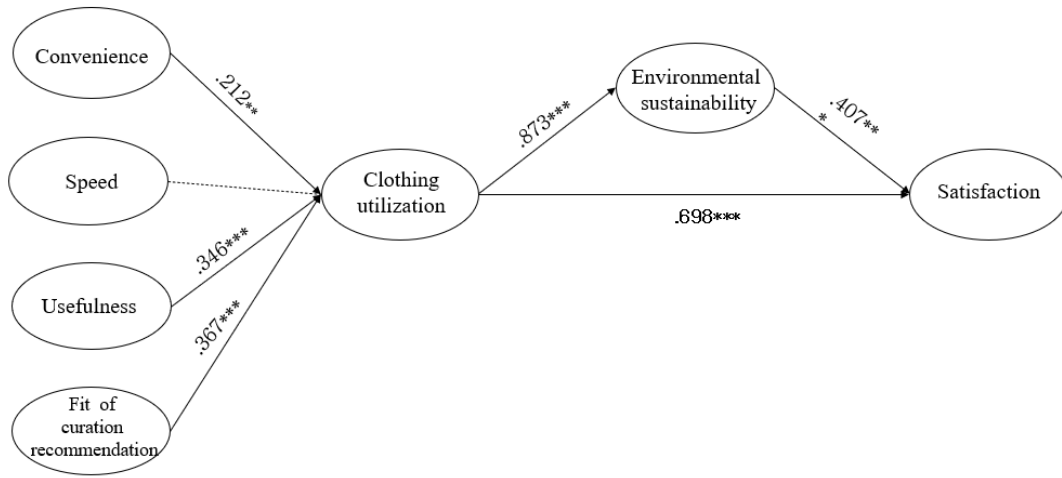 Convenience
.212**
Speed
Usefulness
.346***
Fit of
curation
recommendation
.367***
Clothing
utilization
.873***
Environmental
sustainability
.407**
*
.698***
Satisfaction